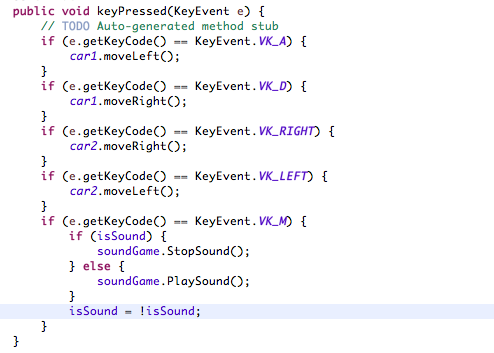 public void keyPressed(KeyEvent e) {
// TODO Auto-generated method stub
if (e.getKeyCode() == KeyEvent.VK_A) {
car1.moveLeft();
}
if (e.getKeyCode() == KeyEvent.VK_D) {
car1.moveRight();
}
if (e.getKeyCode() == KeyEvent.VK_RIGHT) {
car2.moveRight();
}
if (e.getKeyCode() == KeyEvent.VK_LEFT) {
car2.moveLeft();
}
if (e.getKeyCode() == KeyEvent.VK_M) {
if (isSound) {
soundGame.StopSound();
} else {
soundGame.PlaySound();
}
isSound = !isSound;
}
}